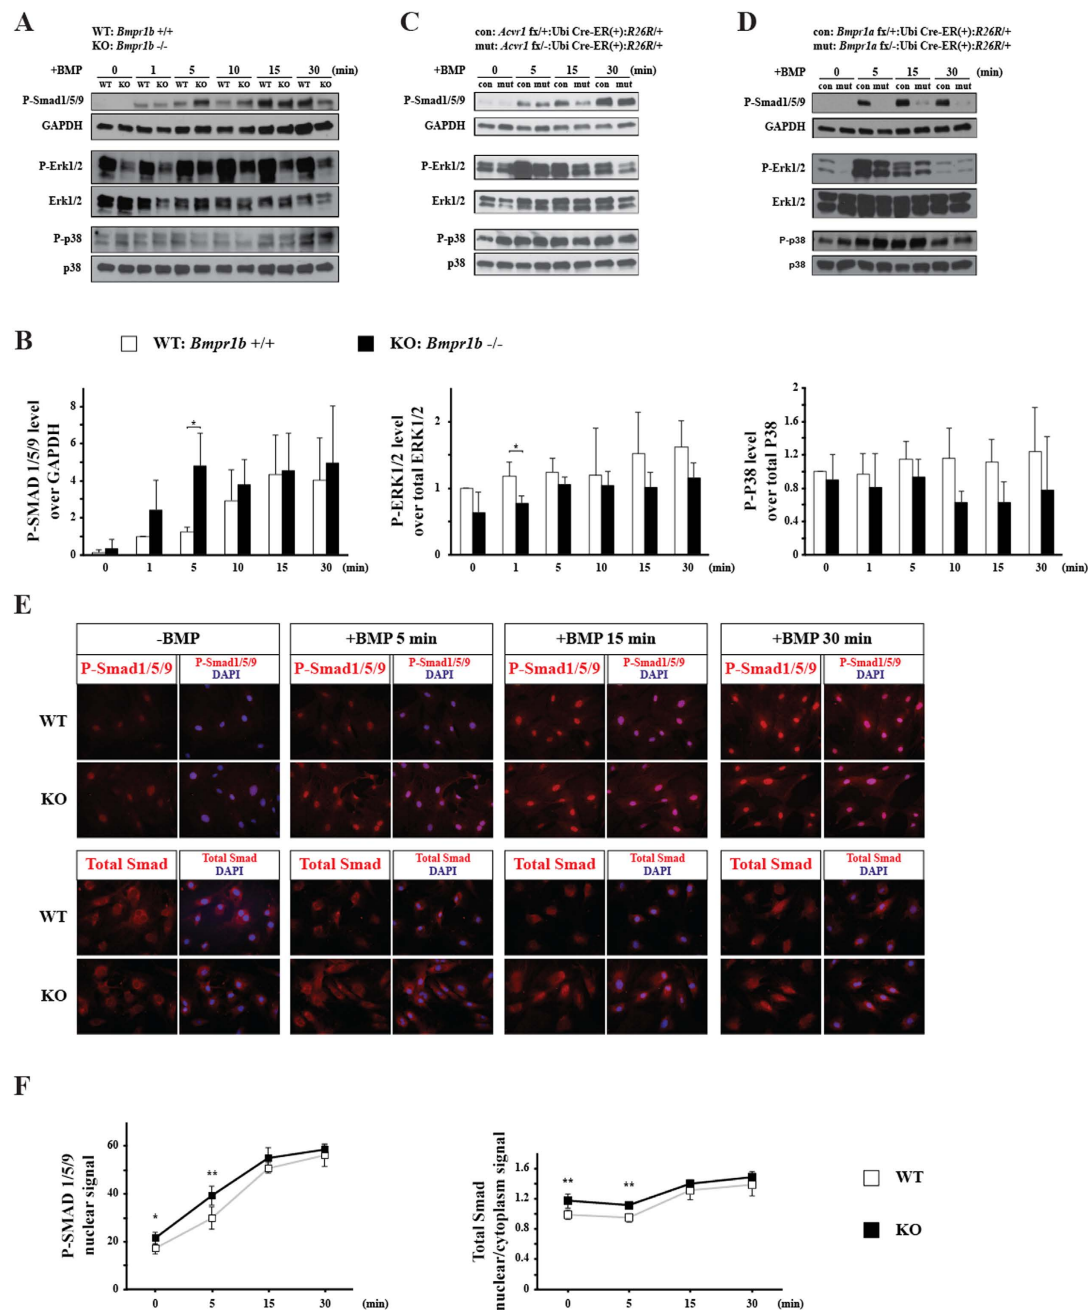 A
WT: Bmpr1b +/+
KO: Bmpr1b -/-
+BMP 0 1 5 10 15 30 (min)
WT KO WT KO WT KO WT KO WT KO WT KO
P-Smad1/5/9
GAPDH
P-Erk1/2
Erk1/2
P-p38
p38
C
con: Acvr1 fx/+:Ubi Cre-ER(+):R26R/+
mut: Acvr1 fx/-:Ubi Cre-ER(+):R26R/+
+BMP 0 5 15 30 (min)
con mut con mut con mut con mut
P-Smad1/5/9
GAPDH
P-Erk1/2
Erk1/2
P-p38
p38
D
con: Bmpr1a fx/+:Ubi Cre-ER(+):R26R/+
mut: Bmpr1a fx/-:Ubi Cre-ER(+):R26R/+
+BMP 0 5 15 30 (min)
con mut con mut con mut con mut
P-Smad1/5/9
GAPDH
P-Erk1/2
Erk1/2
P-p38
p38
B
WT: Bmpr1b +/+
KO: Bmpr1b -/-
P-SMAD 1/5/9 level
over GAPDH
8
6
4
2
0
*
0 1 5 10 15 30 (min)
P-ERK1/2 level
over total ERK1/2
2
1
0
*
0 1 5 10 15 30 (min)
P-P38 level
over total P38
2
1.6
1.2
0.8
0.4
0
0 1 5 10 15 30 (min)
E
-BMP +BMP 5 min +BMP 15 min +BMP 30 min
P-Smad1/5/9 P-Smad1/5/9 P-Smad1/5/9 P-Smad1/5/9 P-Smad1/5/9 P-Smad1/5/9 P-Smad1/5/9 P-Smad1/5/9
DAPI DAPI DAPI DAPI
WT
KO
Total Smad Total Smad Total Smad Total Smad Total Smad Total Smad Total Smad Total Smad
DAPI DAPI DAPI DAPI
WT
KO
F
P-SMAD 1/5/9
nuclear signal
60
40
20
0
*
**
0 5 15 30 (min)
Total Smad
nuclear/cytoplasm signal
1.6
1.2
0.8
0.4
0
**
**
0 5 15 30 (min)
WT
KO